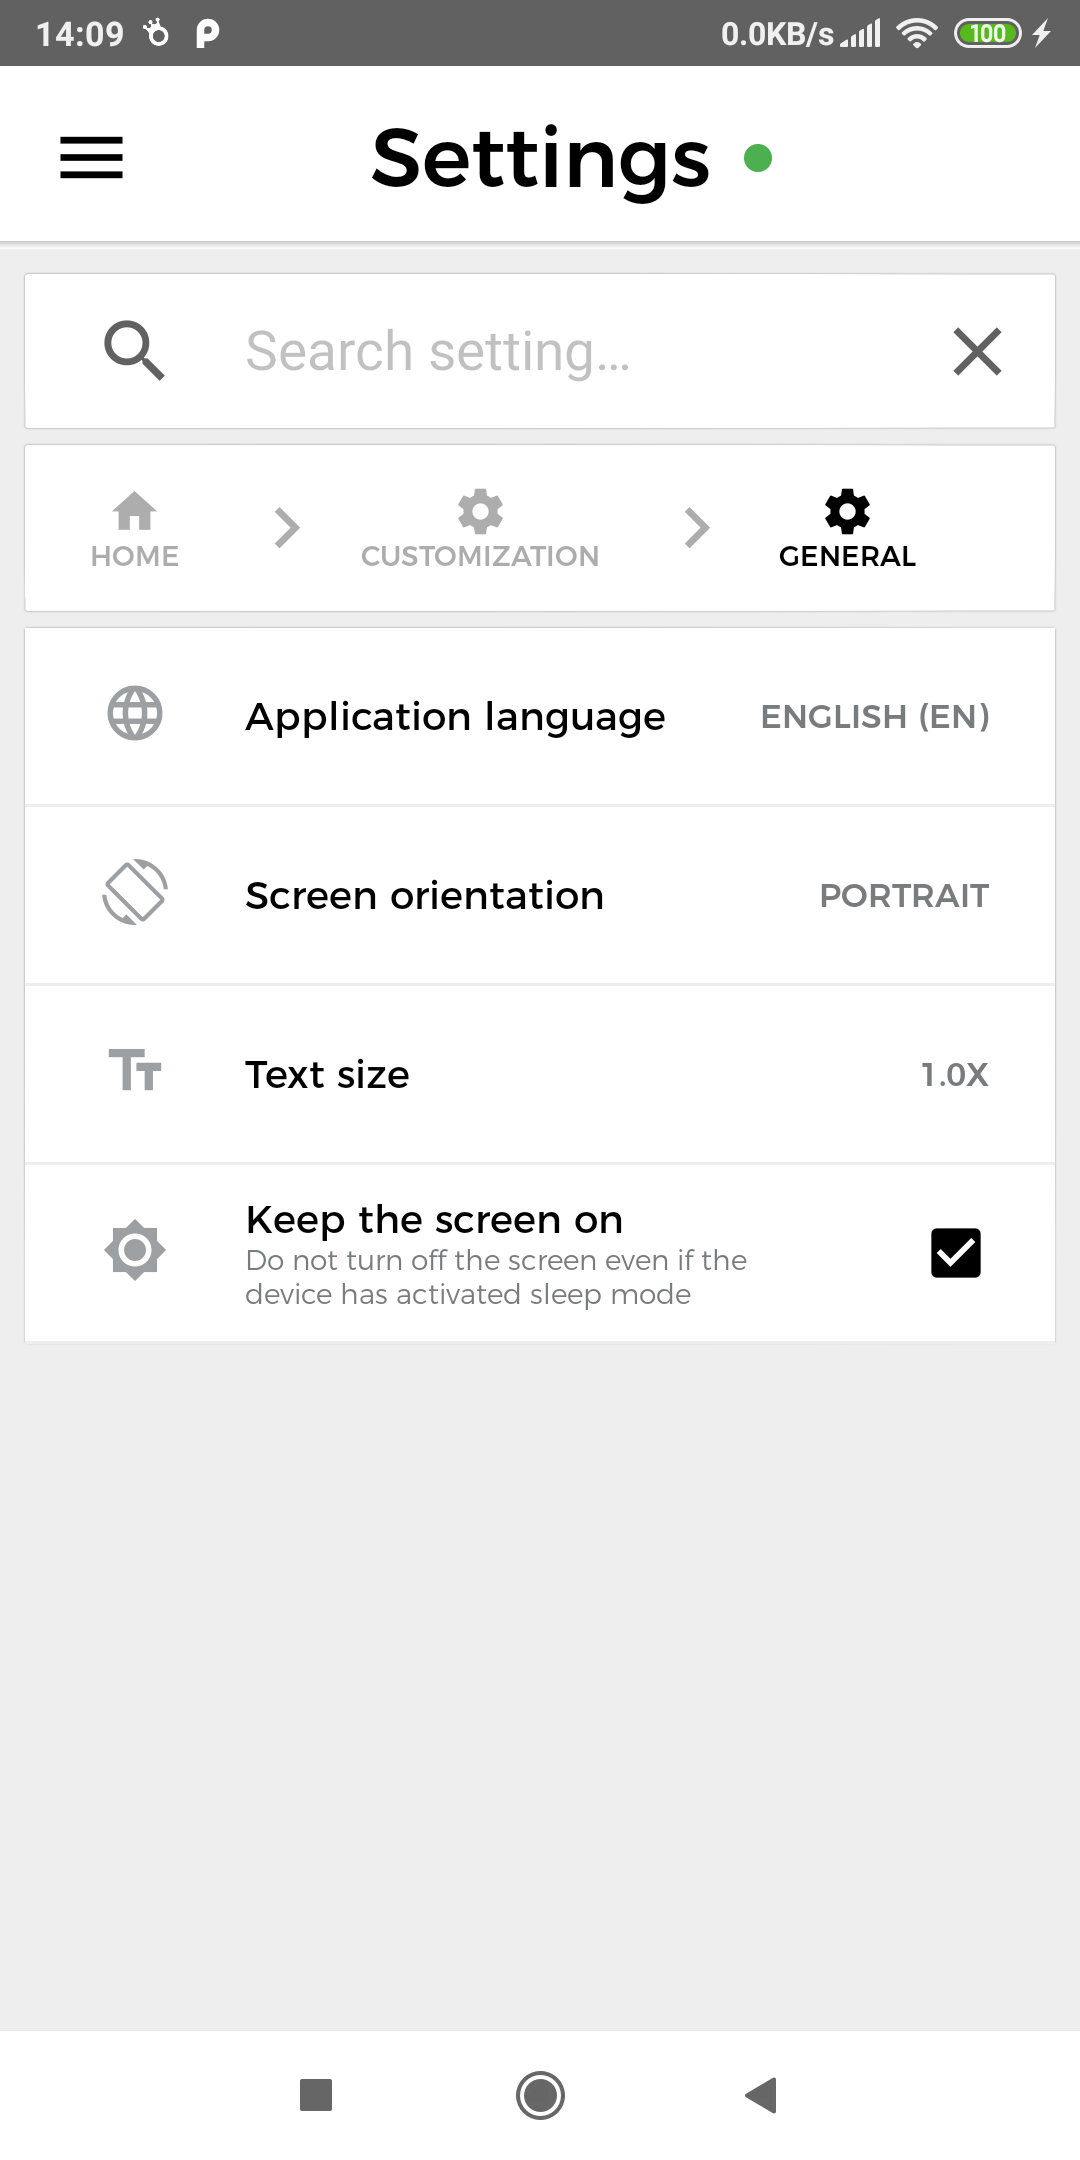 14:09 0.0KB/s 100
Settings
Search setting...
HOME CUSTOMIZATION GENERAL
Application language ENGLISH (EN)
Screen orientation PORTRAIT
Text size 1.0X
Keep the screen on
Do not turn off the screen even if the
device has activated sleep mode